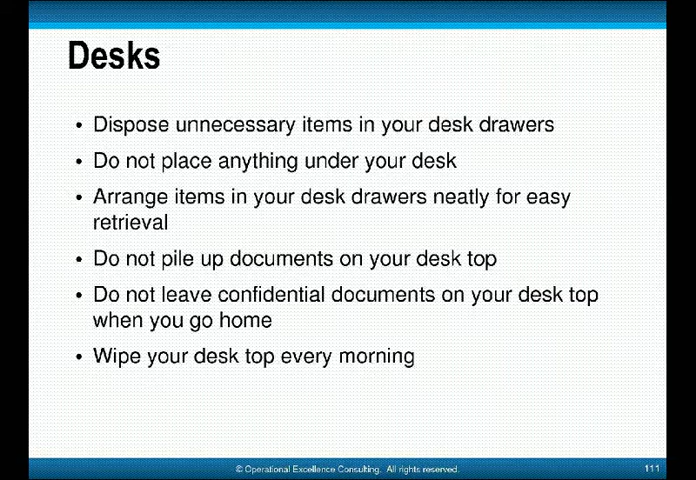 Desks
• Dispose unnecessary items in your desk drawers
• Do not place anything under your desk
• Arrange items in your desk drawers neatly for easy
retrieval
• Do not pile up documents on your desk top
• Do not leave confidential documents on your desk top
when you go home
• Wipe your desk top every morning
© Operational Excellence Consulting. All rights reserved.
111